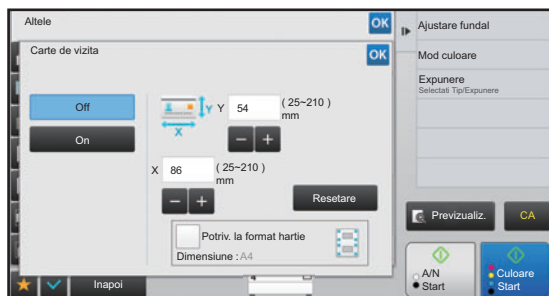 Altele
OK
Carte de vizita
OK
Off
On
Y
X
Y 54 ( 25~210 )
mm
X 86 ( 25~210 )
mm
Resetare
Potriv. la format hartie
Dimensiune : A4
Inapoi
Ajustare fundal
Mod culoare
Expunere
Selectati Tip/Expunere
Previzualiz.
CA
A/N
Start
Culoare
Start